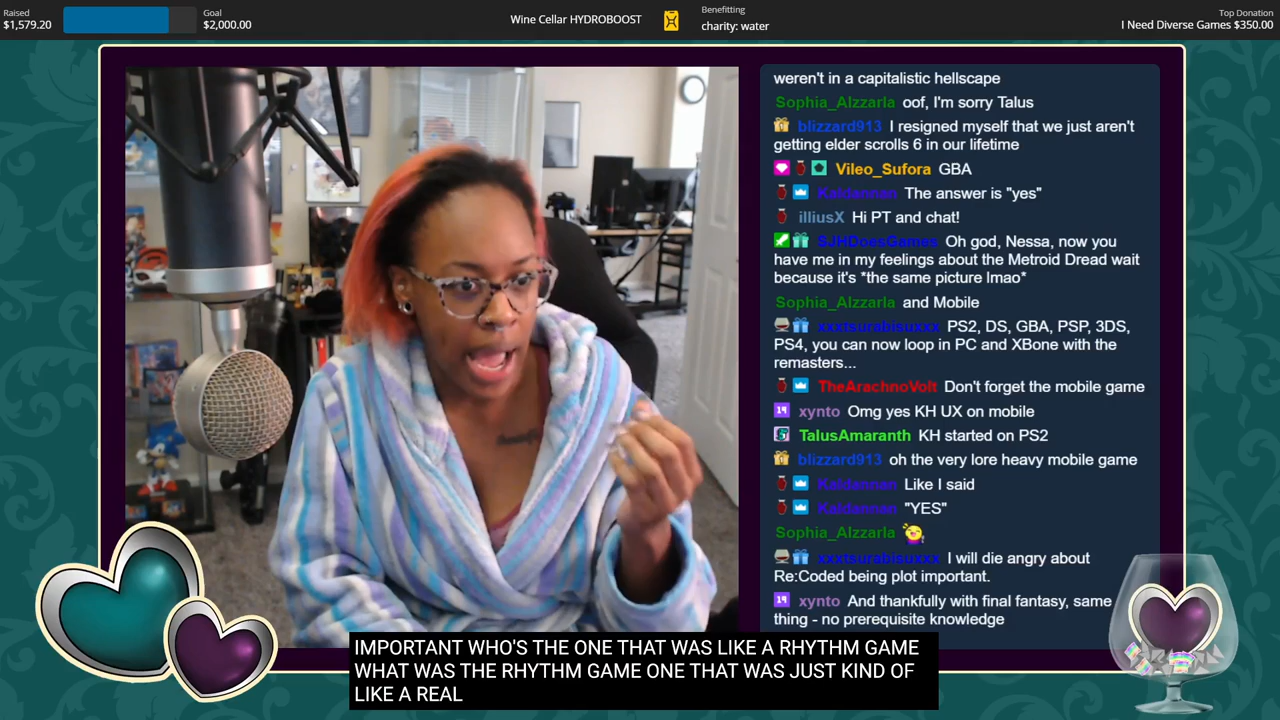 Raised
$1,579.20
Goal
$2,000.00
Wine Cellar HYDROBOOST
Benefitting
charity: water
Top Donation
I Need Diverse Games $350.00
weren't in a capitalistic hellscape
Sophia_Alzzarla oof, I'm sorry Talus
blizzard913 I resigned myself that we just aren't
getting elder scrolls 6 in our lifetime
Vileo_Sufora GBA
Kaldannan The answer is "yes"
illiusX Hi PT and chat!
SJHDoesGames Oh god, Nessa, now you
have me in my feelings about the Metroid Dread wait
because it's *the same picture lmao*
Sophia_Alzzarla and Mobile
xxxtsurabisuxxx PS2, DS, GBA, PSP, 3DS,
PS4, you can now loop in PC and XBone with the
remasters...
TheArachnoVolt Don't forget the mobile game
xynto Omg yes KH UX on mobile
TalusAmaranth KH started on PS2
blizzard913 oh the very lore heavy mobile game
Kaldannan Like I said
Kaldannan "YES"
Sophia_Alzzarla
xxxtsurabisuxxx I will die angry about
Re:Coded being plot important.
xynto And thankfully with final fantasy, same
thing - no prerequisite knowledge
IMPORTANT WHO'S THE ONE THAT WAS LIKE A RHYTHM GAME
WHAT WAS THE RHYTHM GAME ONE THAT WAS JUST KIND OF
LIKE A REAL